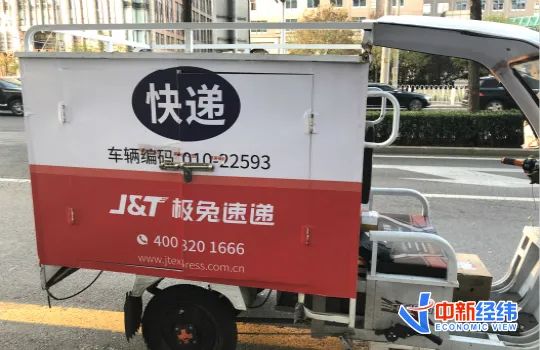 快递
车辆编码:010-22593
J&T 极兔速递
400 820 1666
www.jtexpress.com.cn
中新经纬
ECONOMIC VIEW